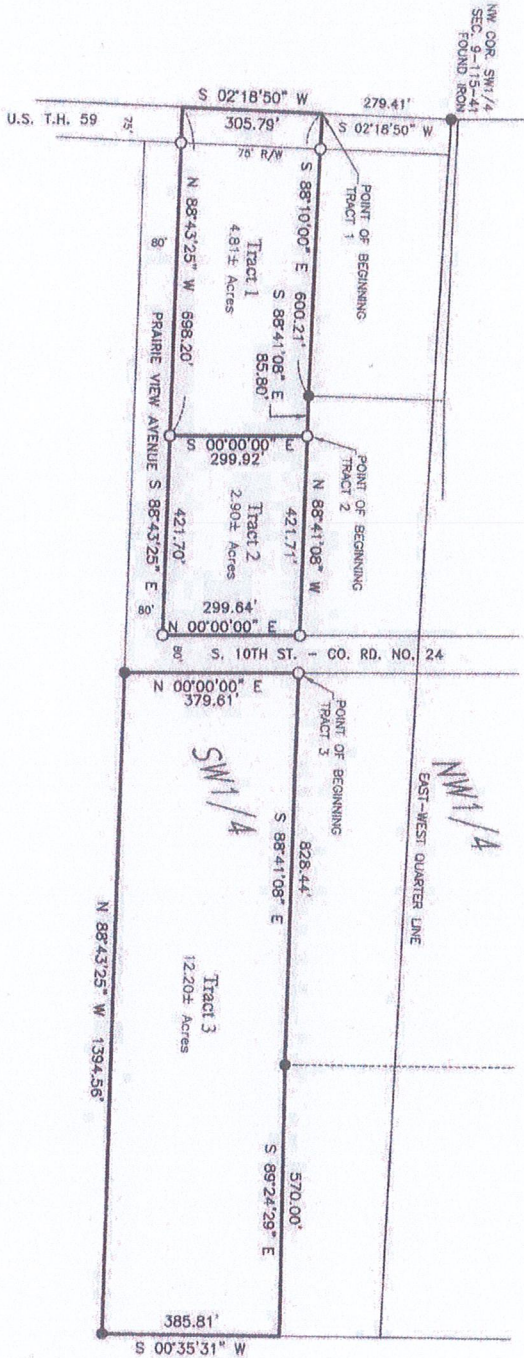 NW COR. SW1/4
SEC. 9-115-41
FOUND IRON
279.41'
S 02°18'50" W
S 02°18'50" W
305.79'
U.S. T.H. 59
75'
75' R/W
POINT OF BEGINNING
TRACT 1
S 88°10'00" E 600.21'
S 88°41'08" E
85.80'
Tract 1
4.81± Acres
N 88°43'25" W 698.20'
80'
PRAIRIE VIEW AVENUE S 88°43'25" E
80'
POINT OF BEGINNING
TRACT 2
S 00°00'00" E
299.92'
N 88°41'08" W
421.71'
Tract 2
2.90± Acres
421.70'
299.64'
N 00°00'00" E
80'
S. 10TH ST. - CO. RD. NO. 24
N 00°00'00" E
379.61'
POINT OF BEGINNING
TRACT 3
NW1/4
EAST-WEST QUARTER LINE
SW1/4
828.44'
S 88°41'08" E
Tract 3
12.20± Acres
N 88°43'25" W 1394.56'
570.00'
S 89°24'29" E
385.81'
S 00°35'31" W